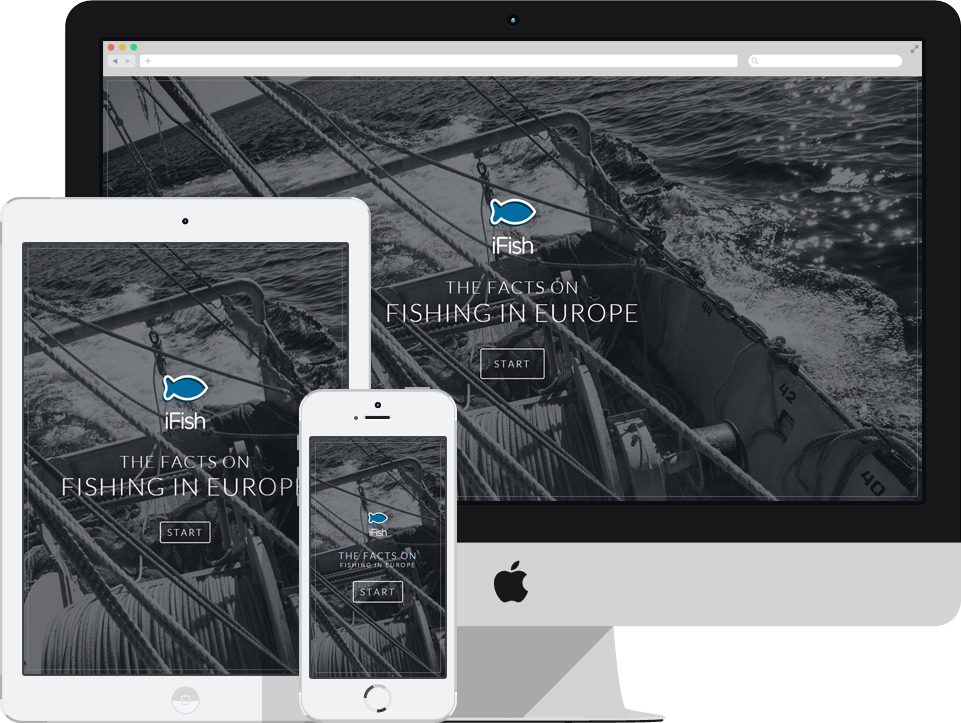 iFish
THE FACTS ON
FISHING IN EUROPE
START
44
42
40
iFish
THE FACTS ON
FISHING IN EUROPE
START
iFish
THE FACTS ON
FISHING IN EUROPE
START